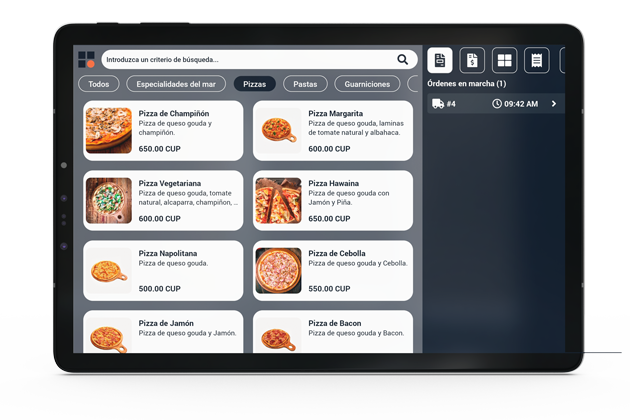 Introduzca un criterio de búsqueda...
Todos
Especialidades del mar
Pizzas
Pastas
Guarniciones
Pizza de Champiñón
Pizza de queso gouda y
champiñón.
650.00 CUP
Pizza Margarita
Pizza de queso gouda, laminas
de tomate natural y albahaca.
600.00 CUP
Pizza Vegetariana
Pizza de queso gouda, tomate
natural, alcaparra, champiñon, ...
600.00 CUP
Pizza Hawaina
Pizza de queso gouda con
Jamón y Piña.
650.00 CUP
Pizza Napolitana
Pizza de queso gouda.
500.00 CUP
Pizza de Cebolla
Pizza de queso gouda y Cebolla.
550.00 CUP
Pizza de Jamón
Pizza de queso gouda y Jamón.
Pizza de Bacon
Pizza de queso gouda y Bacon.
Órdenes en marcha (1)
#4
09:42 AM